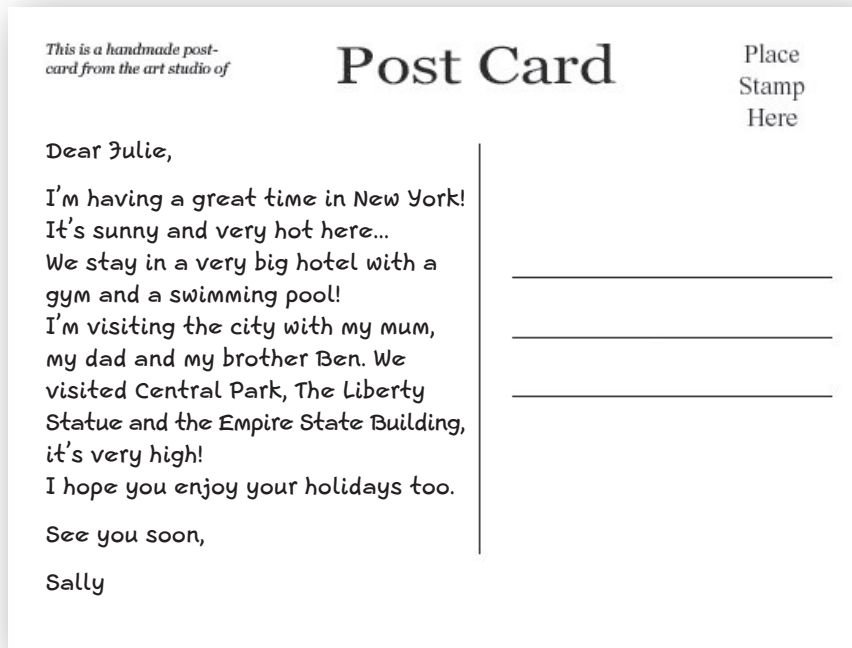 This is a handmade post-
card from the art studio of
Post Card
Place
Stamp
Here
Dear Julie,
I'm having a great time in New York!
It's sunny and very hot here...
We stay in a very big hotel with a
gym and a swimming pool!
I'm visiting the city with my mum,
my dad and my brother Ben. We
visited Central Park, The Liberty
Statue and the Empire State Building,
it's very high!
I hope you enjoy your holidays too.
See you soon,
Sally